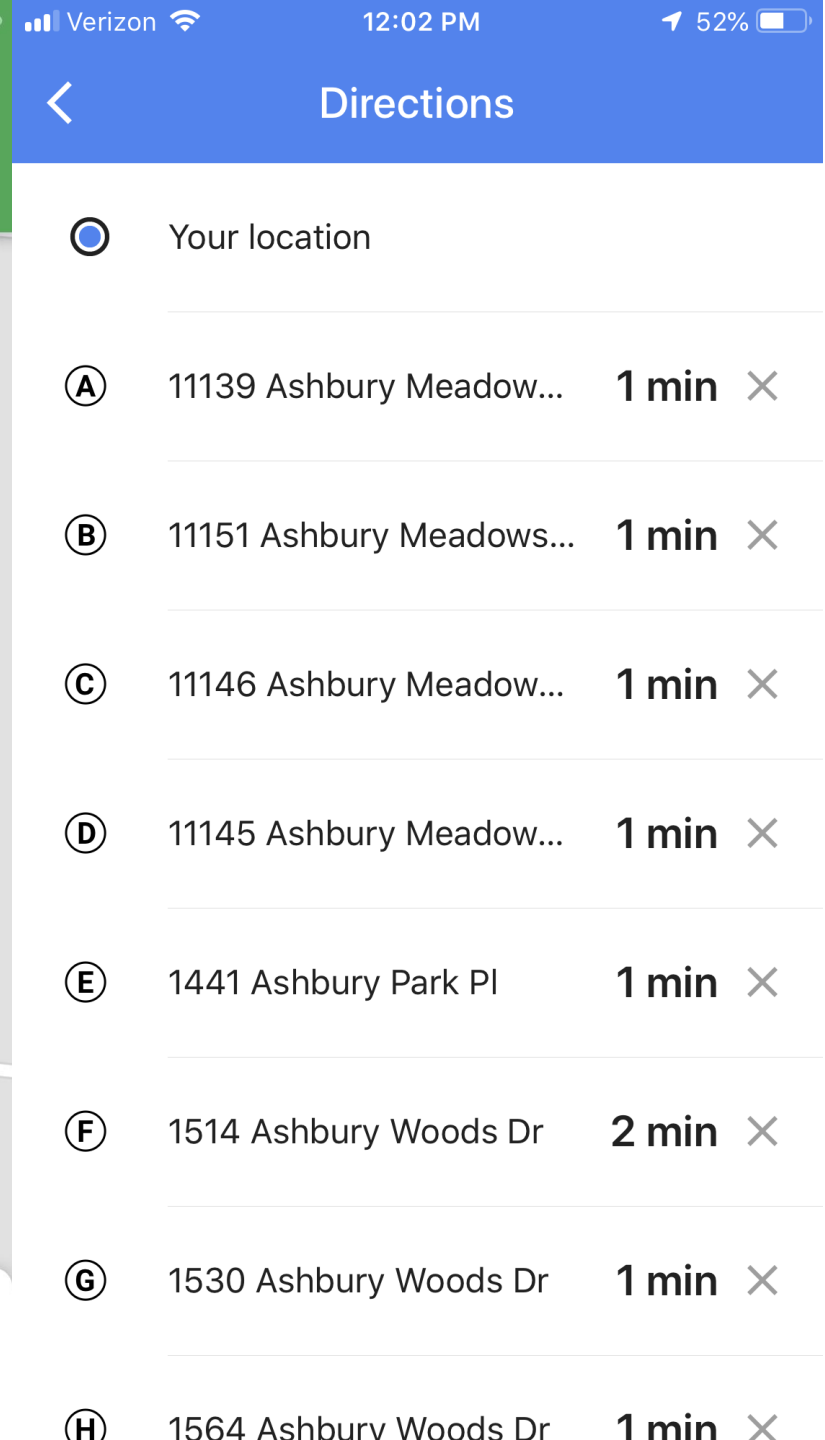 Verizon 12:02 PM 52%
Directions
Your location
A 11139 Ashbury Meadow... 1 min
B 11151 Ashbury Meadows... 1 min
C 11146 Ashbury Meadow... 1 min
D 11145 Ashbury Meadow... 1 min
E 1441 Ashbury Park Pl 1 min
F 1514 Ashbury Woods Dr 2 min
G 1530 Ashbury Woods Dr 1 min
H 1564 Ashbury Woods Dr 1 min